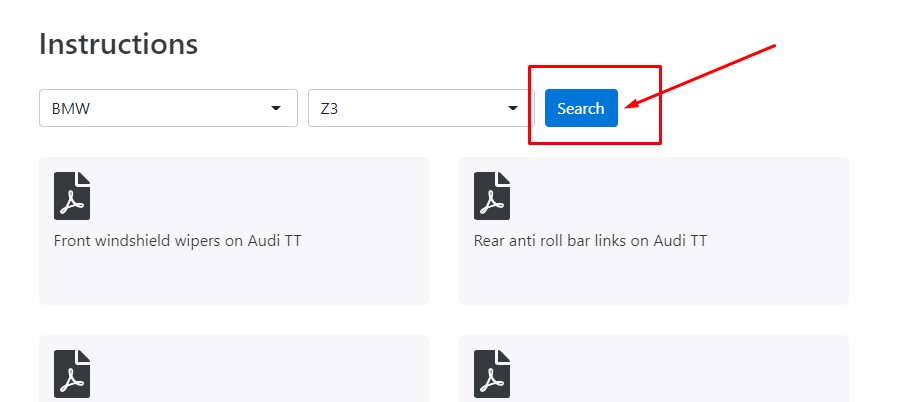 Instructions
BMW
Z3
Search
Front windshield wipers on Audi TT
Rear anti roll bar links on Audi TT